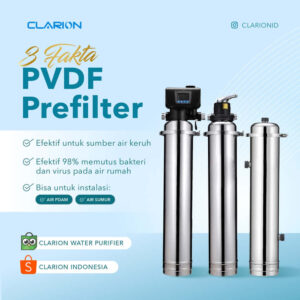 CLARION
CLARIONID
3 Fakta
PVDF
Prefilter
Efektif untuk sumber air keruh
Efektif 98% memutus bakteri
dan virus pada air rumah
Bisa untuk instalasi:
AIR PDAM AIR SUMUR
CLARION WATER PURIFIER
CLARION INDONESIA